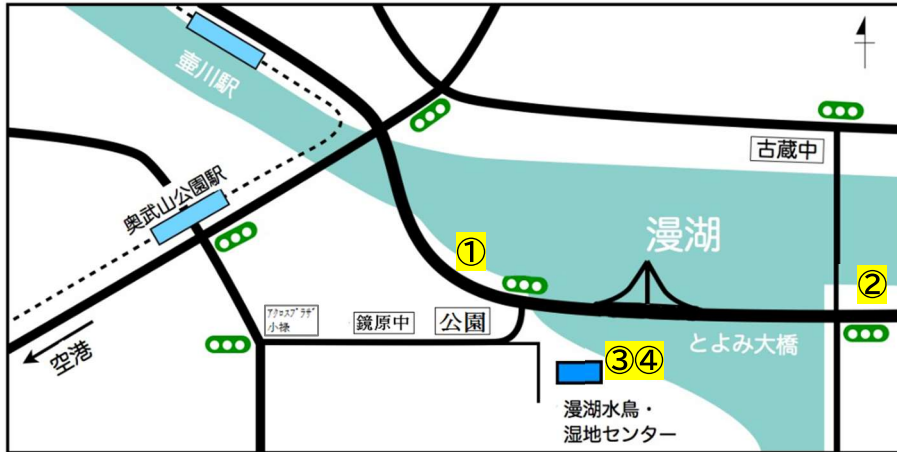 壷川駅
古蔵中
奥武山公園駅
漫湖
①
②
アクロスプラザ
小禄
鏡原中
公園
とよみ大橋
空港
③④
漫湖水鳥・
湿地センター